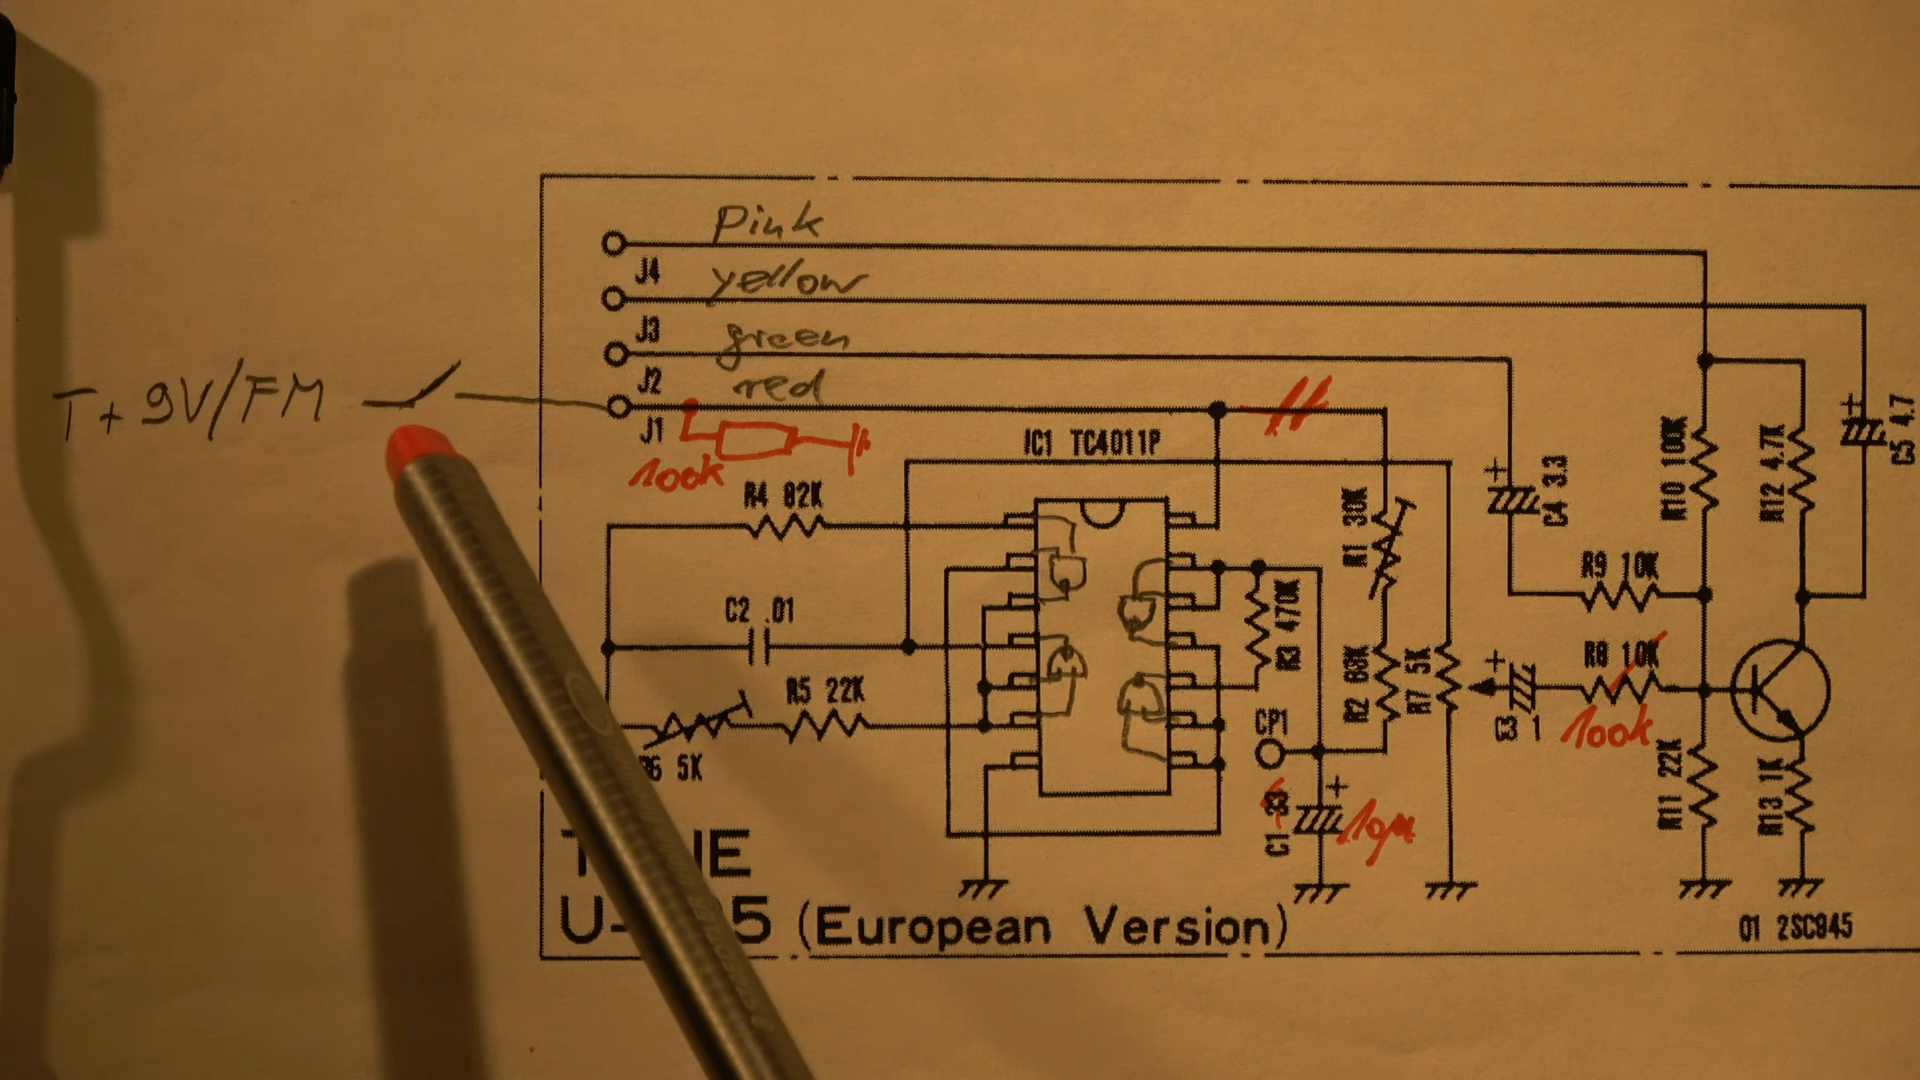 Pink
J4
yellow
J3
green
T+ 9V/FM
J2
red
J1
100k
IC1 TC4011P
R4 82K
C2 .01
R5 22K
5K
R1 30K
R3 470K
R2 68K
R7 5K
CP1
C1
10µ
C4 3.3
R9 10K
R8 10K
100k
C3 1
R10 100K
R12 4.7K
C5 4.7
R11 22K
R13 1K
(European Version)
Q1 2SC945